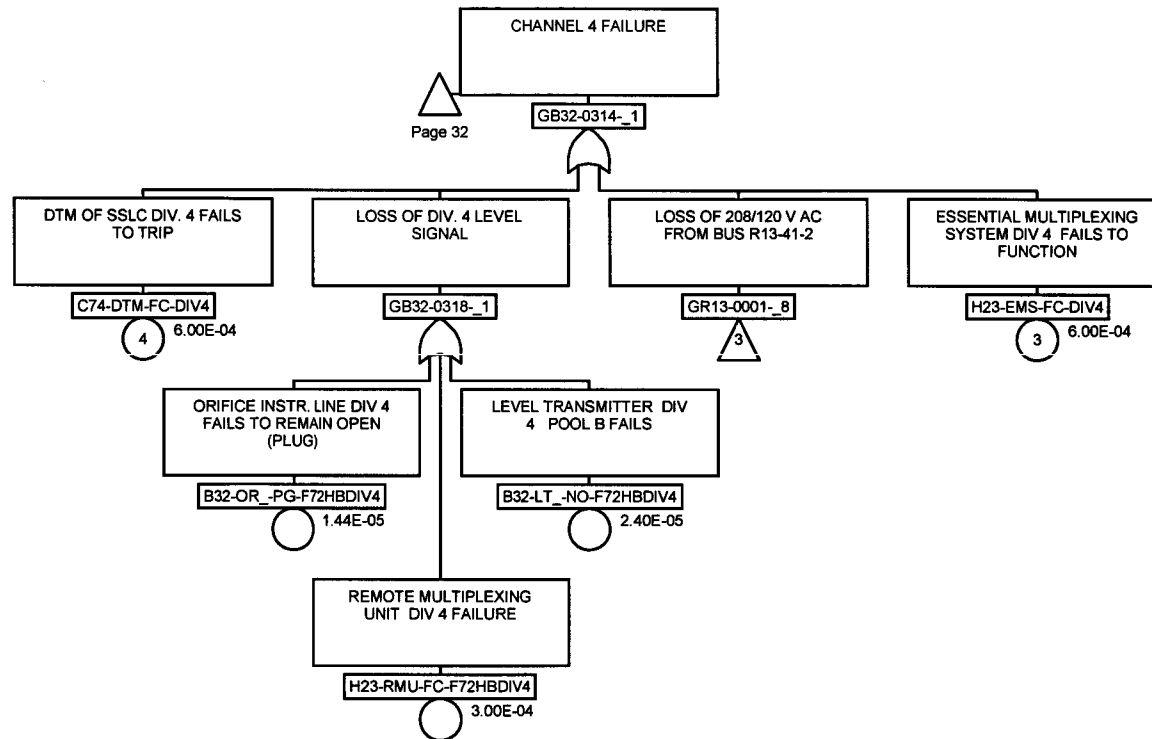 CHANNEL 4 FAILURE
Page 32
GB32-0314-_1
DTM OF SSLC DIV. 4 FAILS
TO TRIP
C74-DTM-FC-DIV4
4
6.00E-04
LOSS OF DIV. 4 LEVEL
SIGNAL
GB32-0318-_1
LOSS OF 208/120 V AC
FROM BUS R13-41-2
GR13-0001-_8
3
ESSENTIAL MULTIPLEXING
SYSTEM DIV 4 FAILS TO
FUNCTION
H23-EMS-FC-DIV4
3
6.00E-04
ORIFICE INSTR. LINE DIV 4
FAILS TO REMAIN OPEN
(PLUG)
B32-OR_-PG-F72HBDIV4
1.44E-05
LEVEL TRANSMITTER DIV
4 POOL B FAILS
B32-LT_-NO-F72HBDIV4
2.40E-05
REMOTE MULTIPLEXING
UNIT DIV 4 FAILURE
H23-RMU-FC-F72HBDIV4
3.00E-04